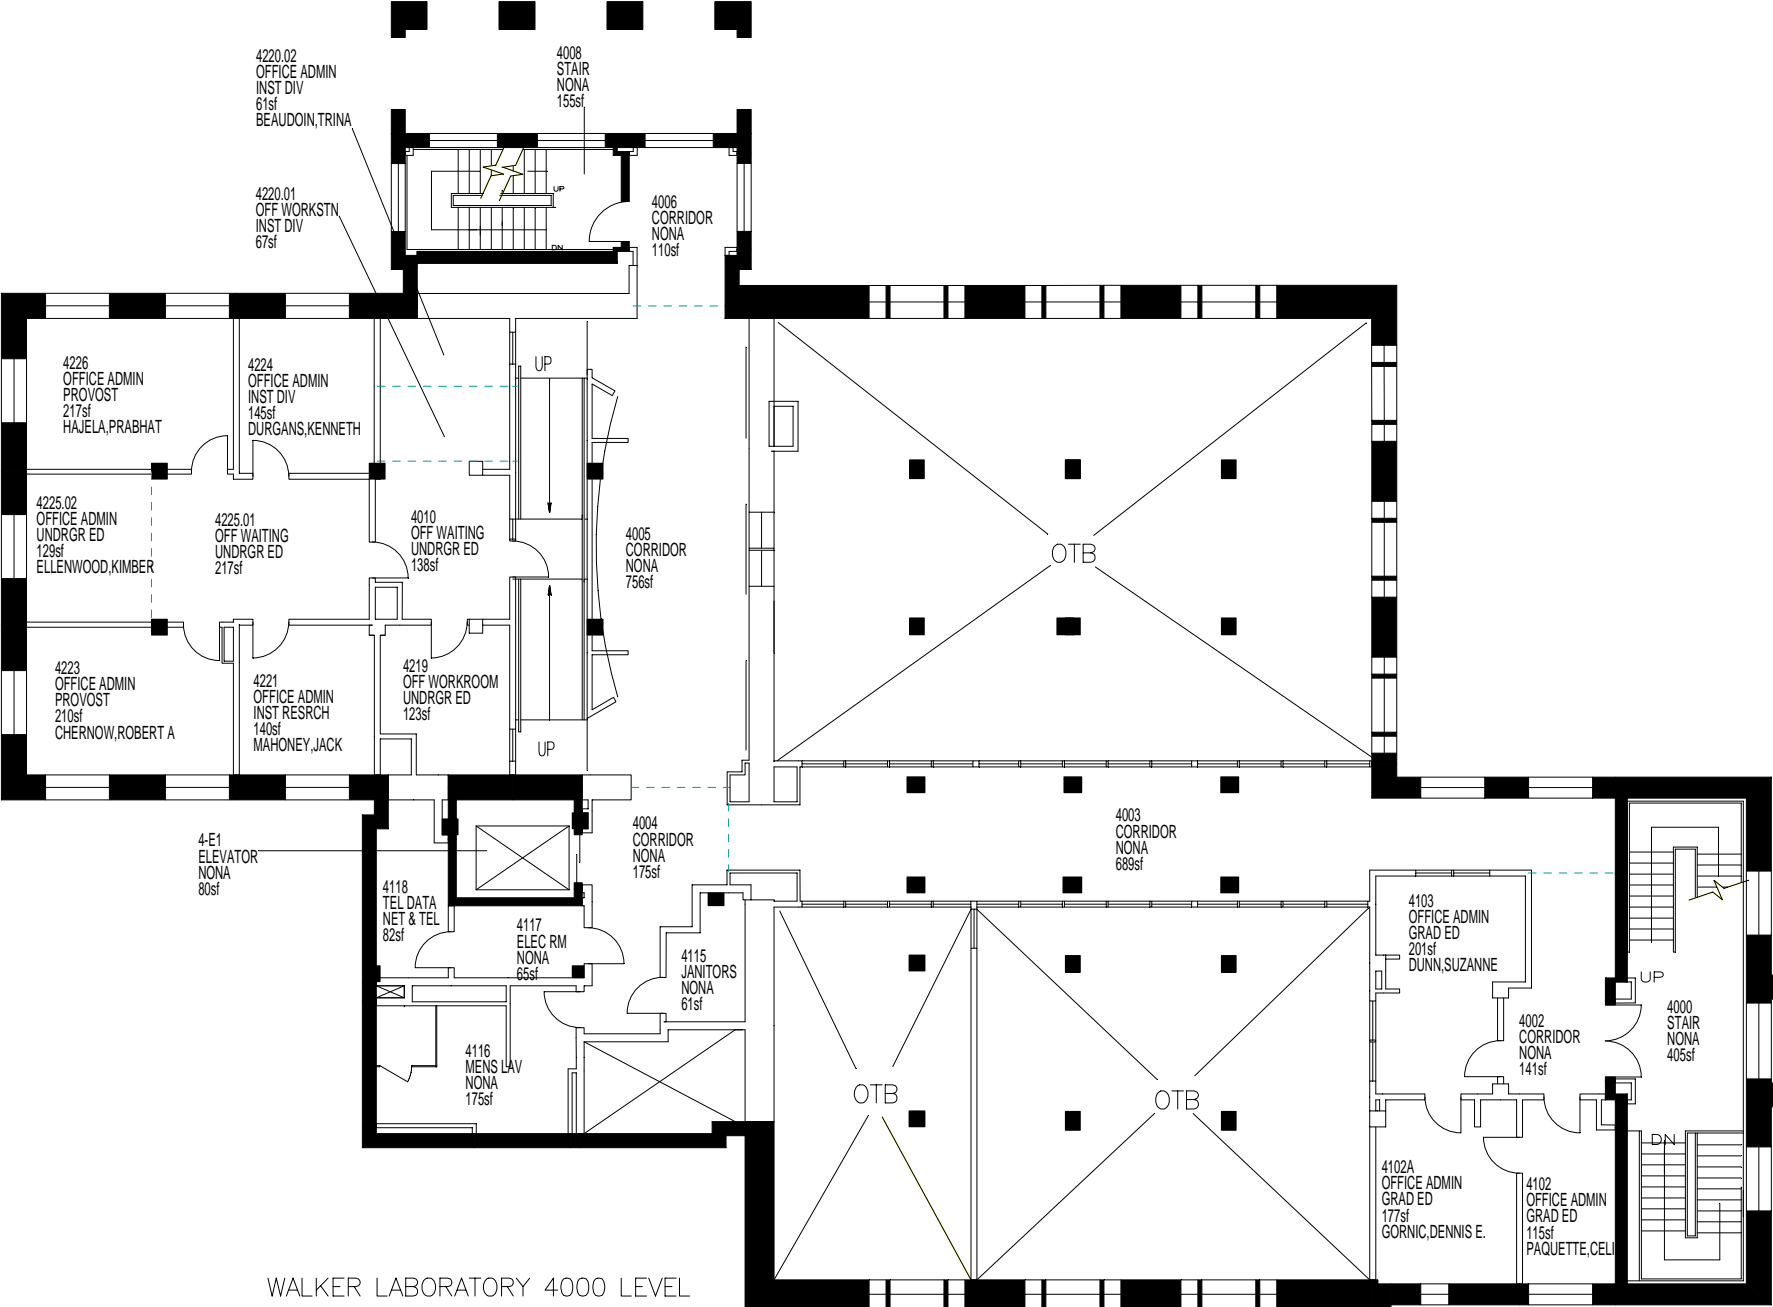 4220.02
OFFICE ADMIN
INST DIV
61sf
BEAUDOIN,TRINA
4008
STAIR
NONA
155sf
4220.01
OFF WORKSTN
INST DIV
67sf
UP
DN
4006
CORRIDOR
NONA
110sf
4226
OFFICE ADMIN
PROVOST
217sf
HAJELA,PRABHAT
4224
OFFICE ADMIN
INST DIV
145sf
DURGANS,KENNETH
UP
4225.02
OFFICE ADMIN
UNDRGR ED
129sf
ELLENWOOD,KIMBER
4225.01
OFF WAITING
UNDRGR ED
217sf
4010
OFF WAITING
UNDRGR ED
138sf
4005
CORRIDOR
NONA
756sf
OTB
4223
OFFICE ADMIN
PROVOST
210sf
CHERNOW,ROBERT A
4221
OFFICE ADMIN
INST RESRCH
140sf
MAHONEY,JACK
4219
OFF WORKROOM
UNDRGR ED
123sf
UP
4-E1
ELEVATOR
NONA
80sf
4004
CORRIDOR
NONA
175sf
4003
CORRIDOR
NONA
689sf
4118
TEL DATA
NET & TEL
82sf
4117
ELEC RM
NONA
65sf
4115
JANITORS
NONA
61sf
4103
OFFICE ADMIN
GRAD ED
201sf
DUNN,SUZANNE
UP
4000
STAIR
NONA
405sf
4002
CORRIDOR
NONA
141sf
4116
MENS LAV
NONA
175sf
OTB
OTB
DN
4102A
OFFICE ADMIN
GRAD ED
177sf
GORNIC,DENNIS E.
4102
OFFICE ADMIN
GRAD ED
115sf
PAQUETTE,CELI
WALKER LABORATORY 4000 LEVEL